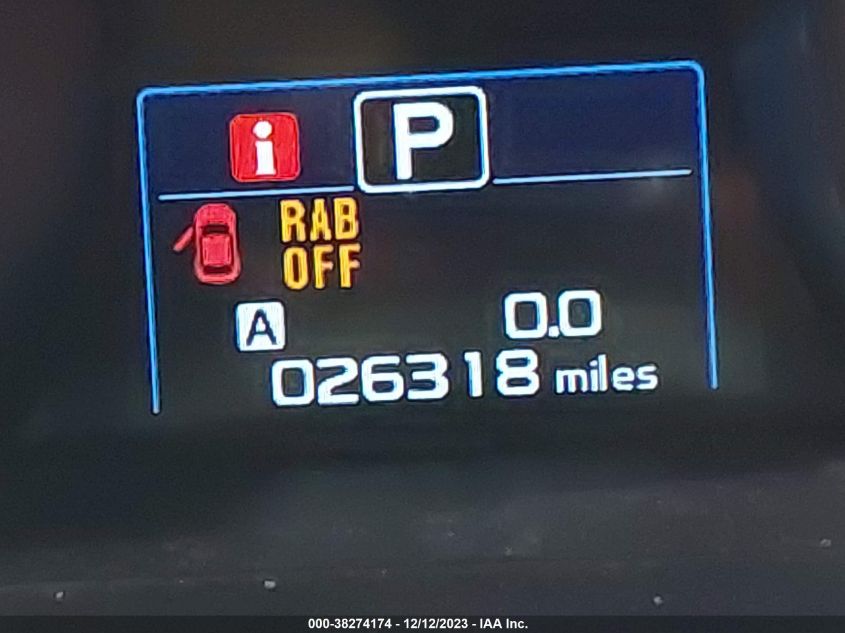 i P
RAB
OFF
A 0.0
026318 miles
000-38274174 - 12/12/2023 - IAA Inc.